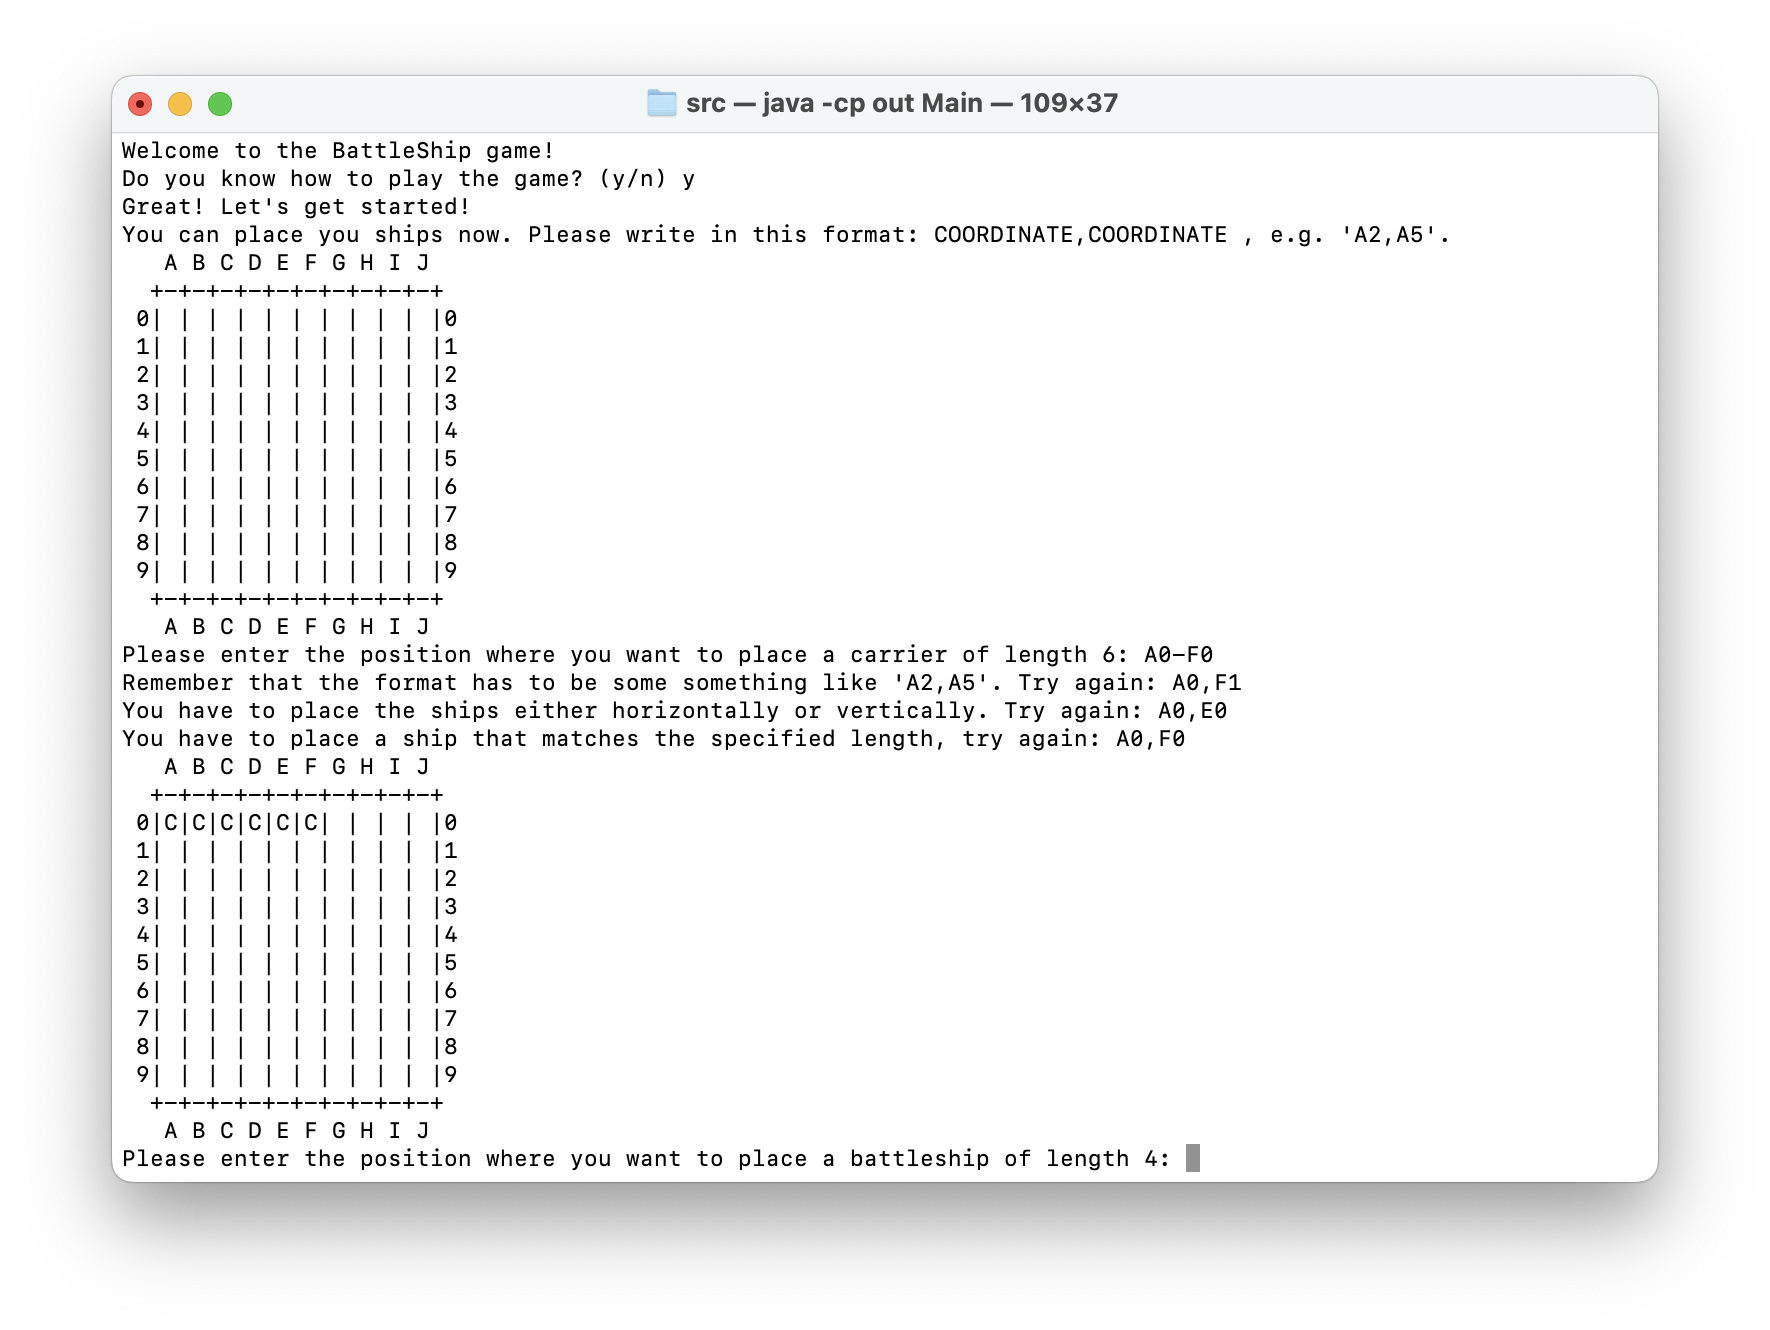 src — java -cp out Main — 109×37
Welcome to the BattleShip game!
Do you know how to play the game? (y/n) y
Great! Let's get started!
You can place you ships now. Please write in this format: COORDINATE,COORDINATE , e.g. 'A2,A5'.
   A B C D E F G H I J
  +-+-+-+-+-+-+-+-+-+-+
 0| | | | | | | | | | |0
 1| | | | | | | | | | |1
 2| | | | | | | | | | |2
 3| | | | | | | | | | |3
 4| | | | | | | | | | |4
 5| | | | | | | | | | |5
 6| | | | | | | | | | |6
 7| | | | | | | | | | |7
 8| | | | | | | | | | |8
 9| | | | | | | | | | |9
  +-+-+-+-+-+-+-+-+-+-+
   A B C D E F G H I J
Please enter the position where you want to place a carrier of length 6: A0-F0
Remember that the format has to be some something like 'A2,A5'. Try again: A0,F1
You have to place the ships either horizontally or vertically. Try again: A0,E0
You have to place a ship that matches the specified length, try again: A0,F0
   A B C D E F G H I J
  +-+-+-+-+-+-+-+-+-+-+
 0|C|C|C|C|C|C| | | | |0
 1| | | | | | | | | | |1
 2| | | | | | | | | | |2
 3| | | | | | | | | | |3
 4| | | | | | | | | | |4
 5| | | | | | | | | | |5
 6| | | | | | | | | | |6
 7| | | | | | | | | | |7
 8| | | | | | | | | | |8
 9| | | | | | | | | | |9
  +-+-+-+-+-+-+-+-+-+-+
   A B C D E F G H I J
Please enter the position where you want to place a battleship of length 4: